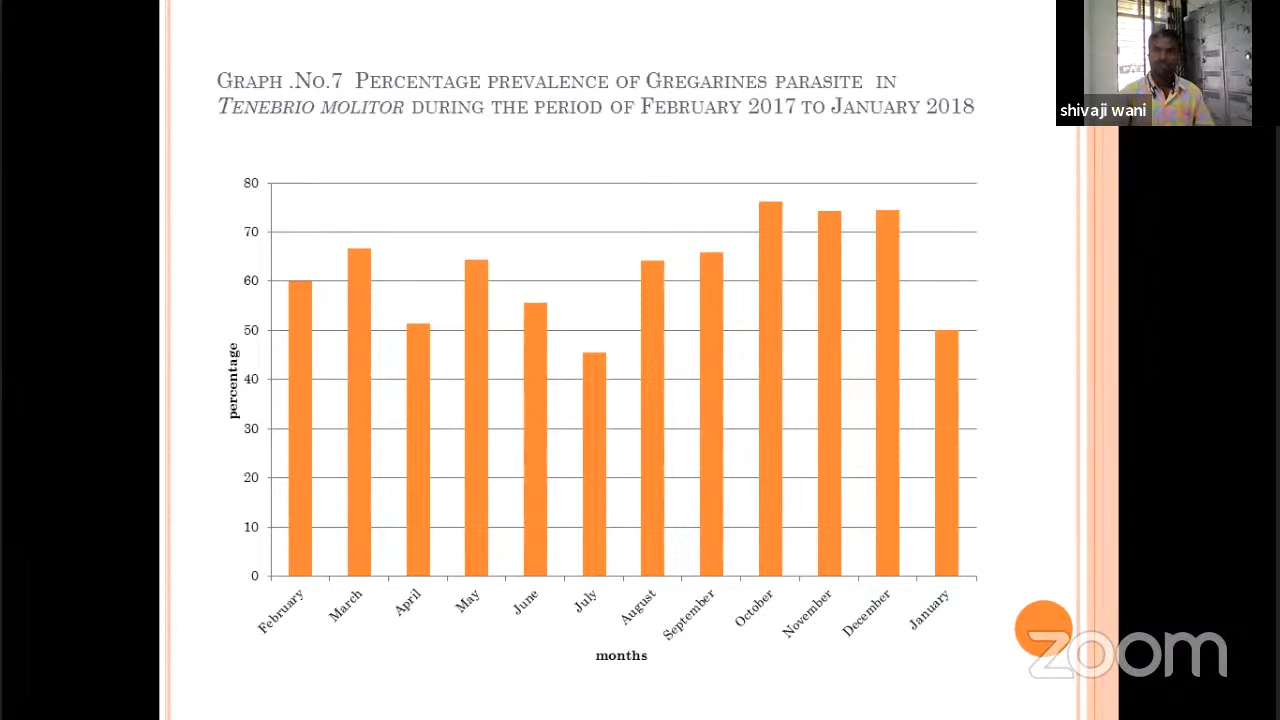 GRAPH .NO.7 PERCENTAGE PREVALENCE OF GREGARINES PARASITE IN
TENEBRIO MOLITOR DURING THE PERIOD OF FEBRUARY 2017 TO JANUARY 2018
shivaji wani
80
70
60
50
40
30
20
10
0
percentage
February
March
April
May
June
July
August
September
October
November
December
January
months
zoom